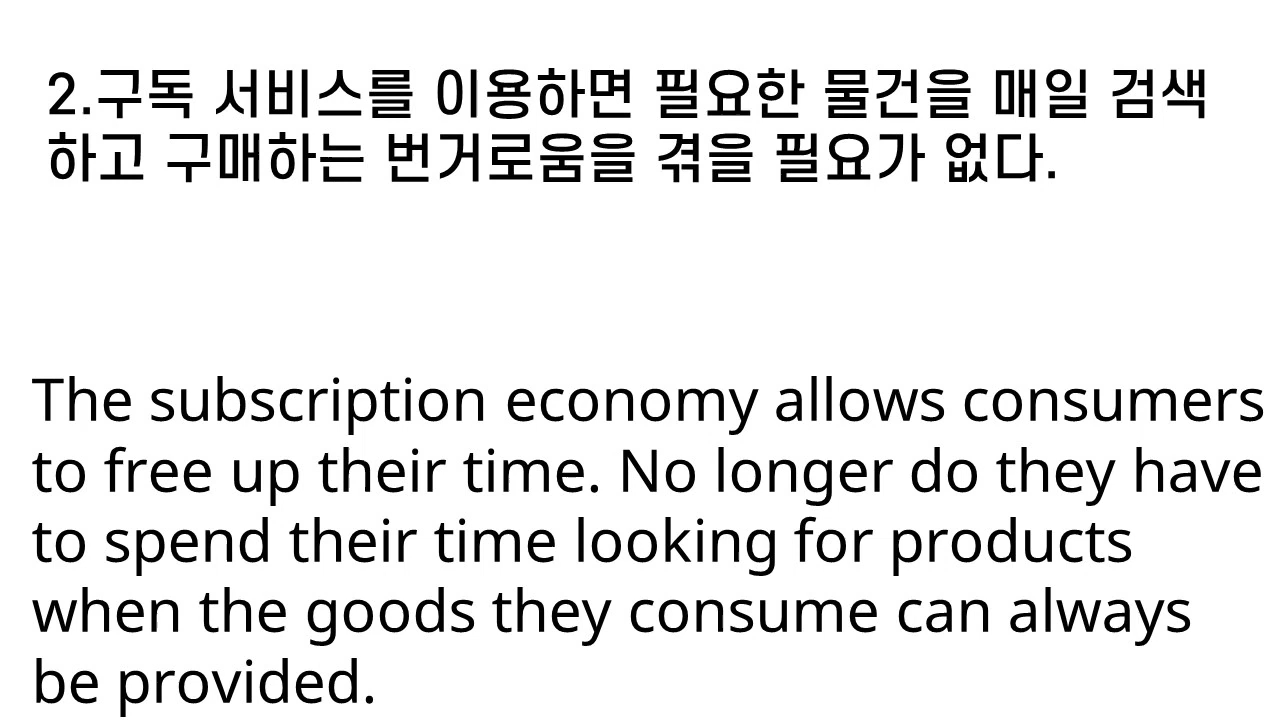 2.구독 서비스를 이용하면 필요한 물건을 매일 검색
하고 구매하는 번거로움을 겪을 필요가 없다.
The subscription economy allows consumers
to free up their time. No longer do they have
to spend their time looking for products
when the goods they consume can always
be provided.